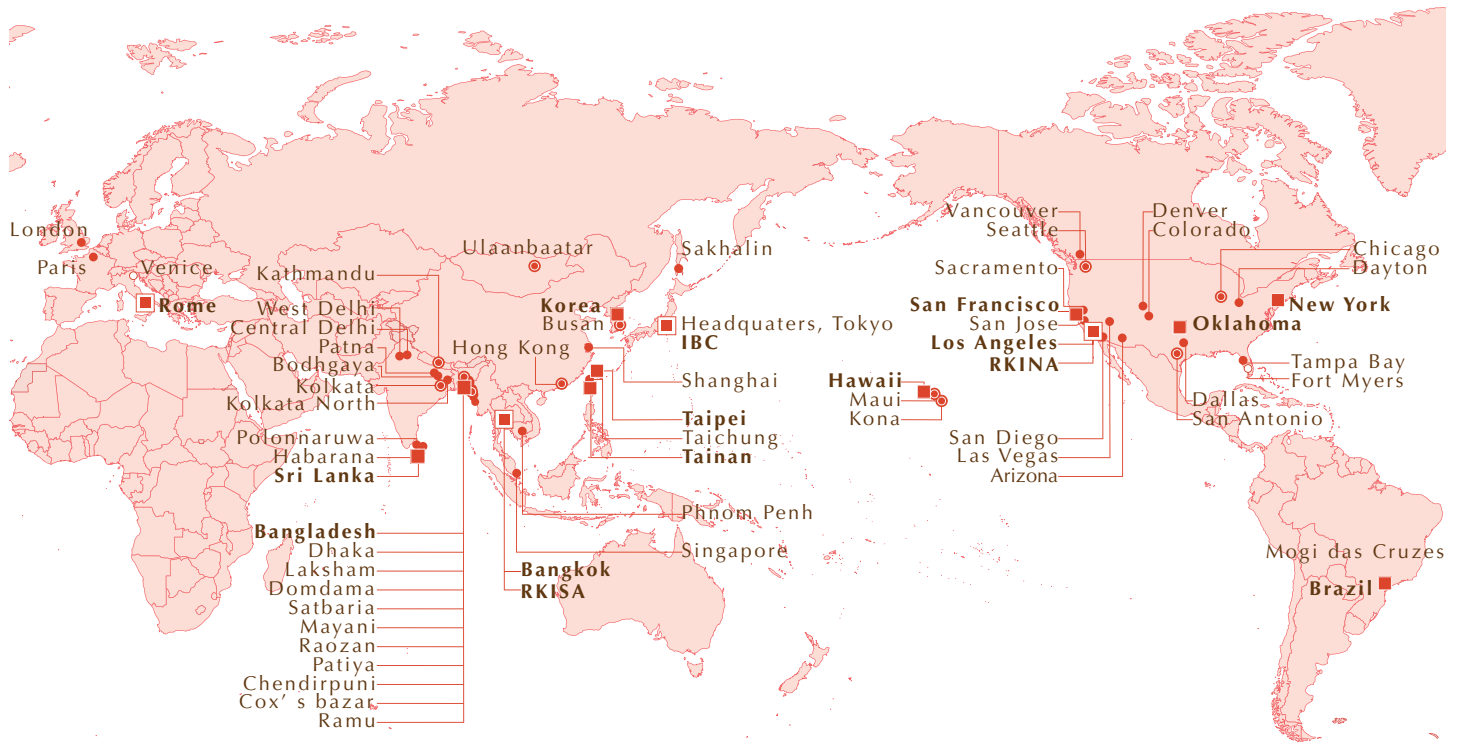 London
Paris
Venice
Rome
Kathmandu
West Delhi
Central Delhi
Patna
Bodhgaya
Kolkata
Kolkata North
Polonnaruwa
Habarana
Sri Lanka
Bangladesh
Dhaka
Laksham
Domdama
Satbaria
Mayani
Raozan
Patiya
Chendirpuni
Cox' s bazar
Ramu
Ulaanbaatar
Sakhalin
Korea
Busan
Headquaters, Tokyo
IBC
Hong Kong
Shanghai
Taipei
Taichung
Tainan
Phnom Penh
Singapore
Bangkok
RKISA
Vancouver
Seattle
Sacramento
San Francisco
San Jose
Los Angeles
RKINA
Hawaii
Maui
Kona
San Diego
Las Vegas
Arizona
Denver
Colorado
Chicago
Dayton
New York
Oklahoma
Tampa Bay
Fort Myers
Dallas
San Antonio
Mogi das Cruzes
Brazil